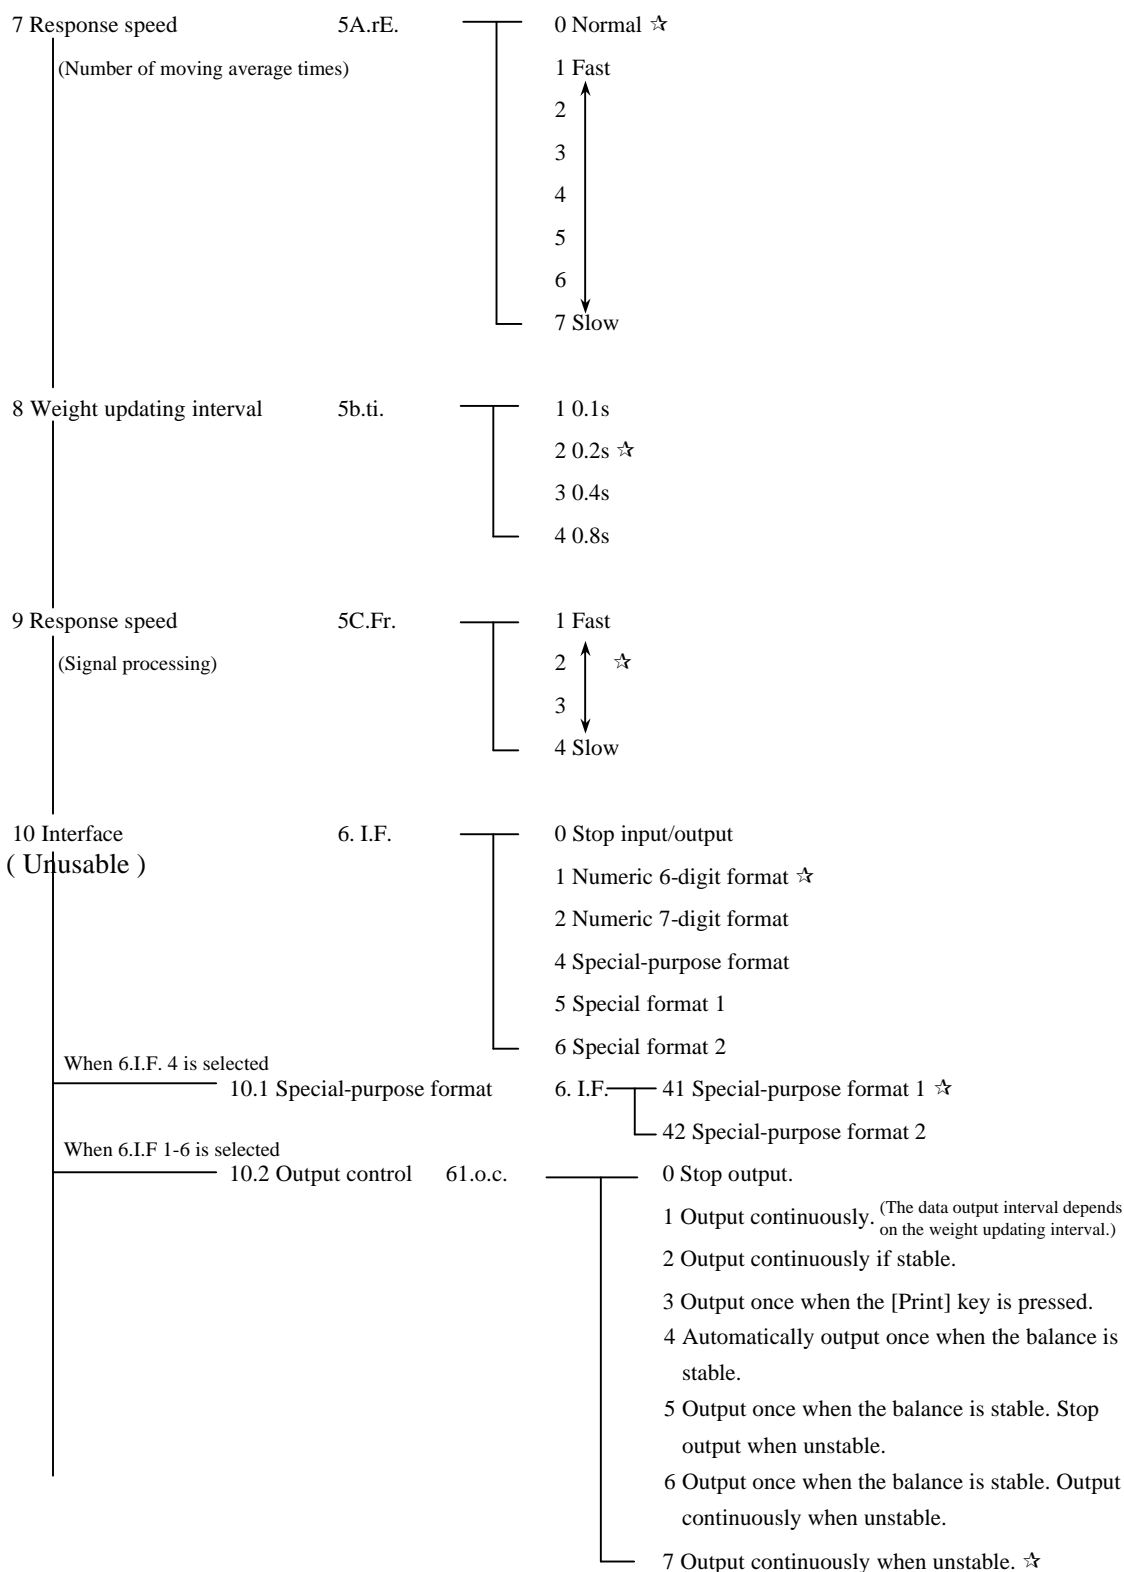 7 Response speed 5A.rE. 0 Normal ☆
(Number of moving average times) 1 Fast
2
3
4
5
6
7 Slow
8 Weight updating interval 5b.ti. 1 0.1s
2 0.2s ☆
3 0.4s
4 0.8s
9 Response speed 5C.Fr. 1 Fast
(Signal processing) 2 ☆
3
4 Slow
10 Interface 6. I.F. 0 Stop input/output
( Unusable )
1 Numeric 6-digit format ☆
2 Numeric 7-digit format
4 Special-purpose format
5 Special format 1
6 Special format 2
When 6.I.F. 4 is selected
10.1 Special-purpose format 6. I.F. 41 Special-purpose format 1 ☆
42 Special-purpose format 2
When 6.I.F 1-6 is selected
10.2 Output control 61.o.c. 0 Stop output.
1 Output continuously. (The data output interval depends
on the weight updating interval.)
2 Output continuously if stable.
3 Output once when the [Print] key is pressed.
4 Automatically output once when the balance is
stable.
5 Output once when the balance is stable. Stop
output when unstable.
6 Output once when the balance is stable. Output
continuously when unstable.
7 Output continuously when unstable. ☆